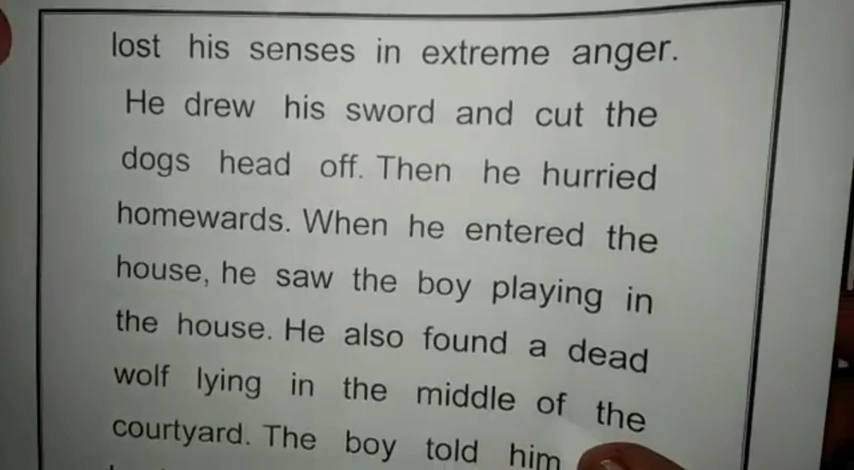 lost his senses in extreme anger.
He drew his sword and cut the
dogs head off. Then he hurried
homewards. When he entered the
house, he saw the boy playing in
the house. He also found a dead
wolf lying in the middle of the
courtyard. The boy told him